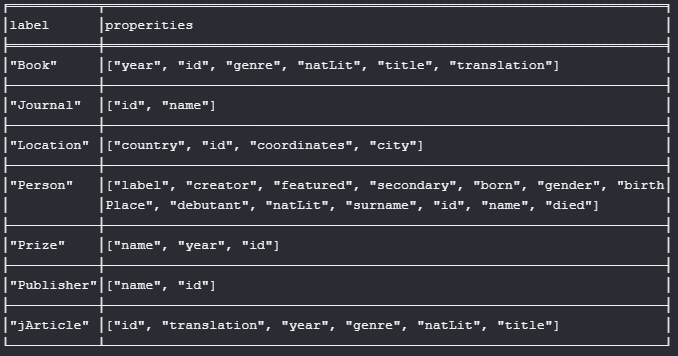 label properities
"Book" ["year", "id", "genre", "natLit", "title", "translation"]
"Journal" ["id", "name"]
"Location" ["country", "id", "coordinates", "city"]
"Person" ["label", "creator", "featured", "secondary", "born", "gender", "birth
Place", "debutant", "natLit", "surname", "id", "name", "died"]
"Prize" ["name", "year", "id"]
"Publisher" ["name", "id"]
"jArticle" ["id", "translation", "year", "genre", "natLit", "title"]